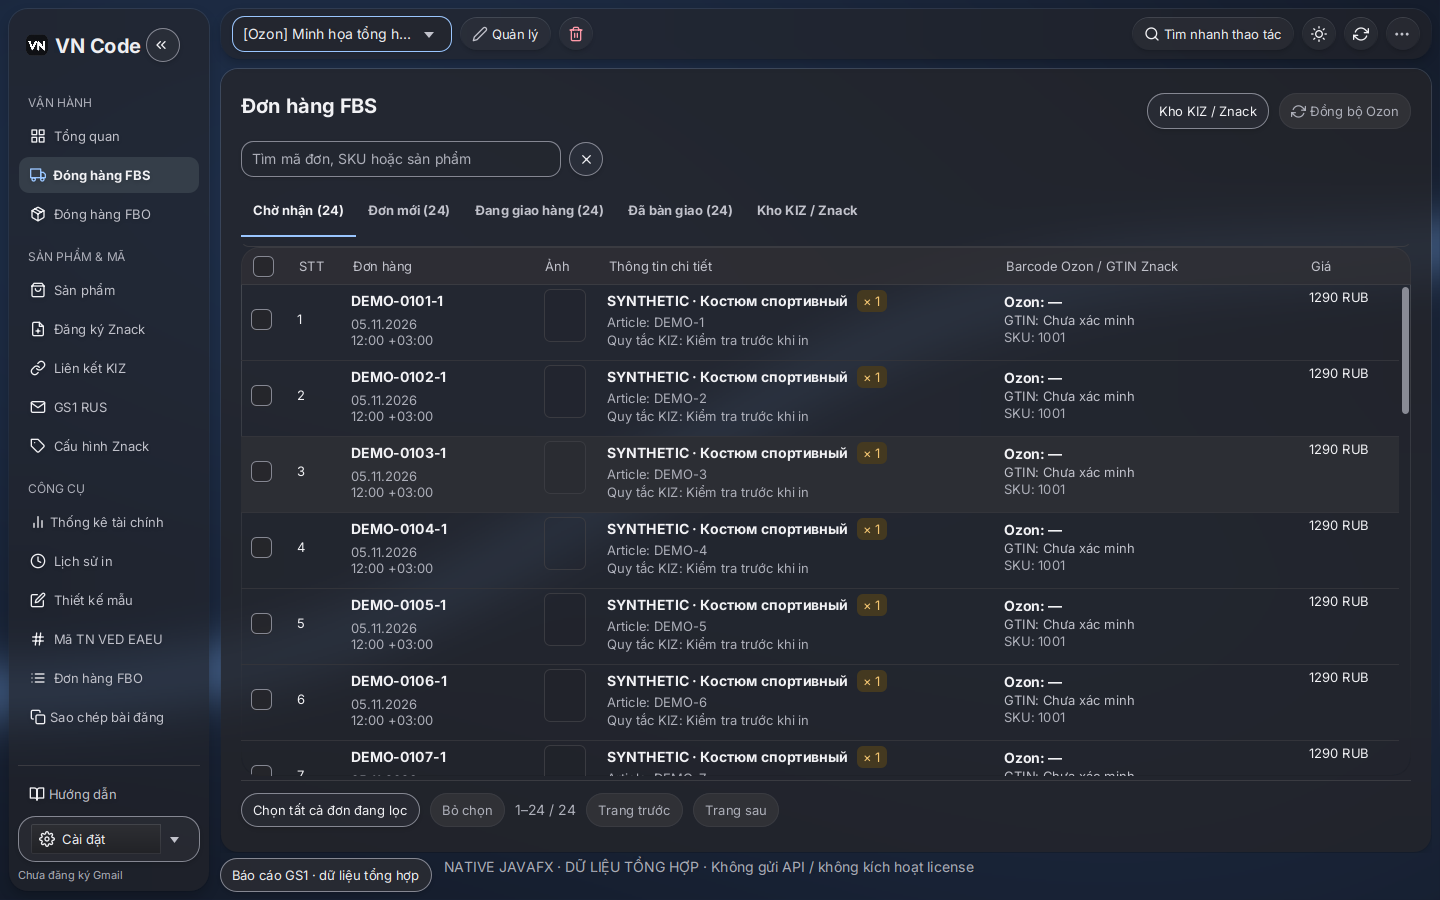 VN Code
VẬN HÀNH
Tổng quan
Đóng hàng FBS
Đóng hàng FBO
SẢN PHẨM & MÃ
Sản phẩm
Đăng ký Znack
Liên kết KIZ
GS1 RUS
Cấu hình Znack
CÔNG CỤ
Thống kê tài chính
Lịch sử in
Thiết kế mẫu
Mã TN VED EAEU
Đơn hàng FBO
Sao chép bài đăng
Hướng dẫn
Cài đặt
Chưa đăng ký Gmail
[Ozon] Minh họa tổng h...
Quản lý
Tìm nhanh thao tác
Đơn hàng FBS
Kho KIZ / Znack
Đồng bộ Ozon
Tìm mã đơn, SKU hoặc sản phẩm
Chờ nhận (24) Đơn mới (24) Đang giao hàng (24) Đã bàn giao (24) Kho KIZ / Znack
STT Đơn hàng Ảnh Thông tin chi tiết Barcode Ozon / GTIN Znack Giá
1 DEMO-0101-1 SYNTHETIC · Костюм спортивный × 1 Ozon: — 1290 RUB
05.11.2026 Article: DEMO-1 GTIN: Chưa xác minh
12:00 +03:00 Quy tắc KIZ: Kiểm tra trước khi in SKU: 1001
2 DEMO-0102-1 SYNTHETIC · Костюм спортивный × 1 Ozon: — 1290 RUB
05.11.2026 Article: DEMO-2 GTIN: Chưa xác minh
12:00 +03:00 Quy tắc KIZ: Kiểm tra trước khi in SKU: 1001
3 DEMO-0103-1 SYNTHETIC · Костюм спортивный × 1 Ozon: — 1290 RUB
05.11.2026 Article: DEMO-3 GTIN: Chưa xác minh
12:00 +03:00 Quy tắc KIZ: Kiểm tra trước khi in SKU: 1001
4 DEMO-0104-1 SYNTHETIC · Костюм спортивный × 1 Ozon: — 1290 RUB
05.11.2026 Article: DEMO-4 GTIN: Chưa xác minh
12:00 +03:00 Quy tắc KIZ: Kiểm tra trước khi in SKU: 1001
5 DEMO-0105-1 SYNTHETIC · Костюм спортивный × 1 Ozon: — 1290 RUB
05.11.2026 Article: DEMO-5 GTIN: Chưa xác minh
12:00 +03:00 Quy tắc KIZ: Kiểm tra trước khi in SKU: 1001
6 DEMO-0106-1 SYNTHETIC · Костюм спортивный × 1 Ozon: — 1290 RUB
05.11.2026 Article: DEMO-6 GTIN: Chưa xác minh
12:00 +03:00 Quy tắc KIZ: Kiểm tra trước khi in SKU: 1001
DEMO-0107-1 SYNTHETIC · Костюм спортивный × 1 Ozon: — 1290 RUB
Chọn tất cả đơn đang lọc Bỏ chọn 1–24 / 24 Trang trước Trang sau
Báo cáo GS1 · dữ liệu tổng hợp
NATIVE JAVAFX · DỮ LIỆU TỔNG HỢP · Không gửi API / không kích hoạt license